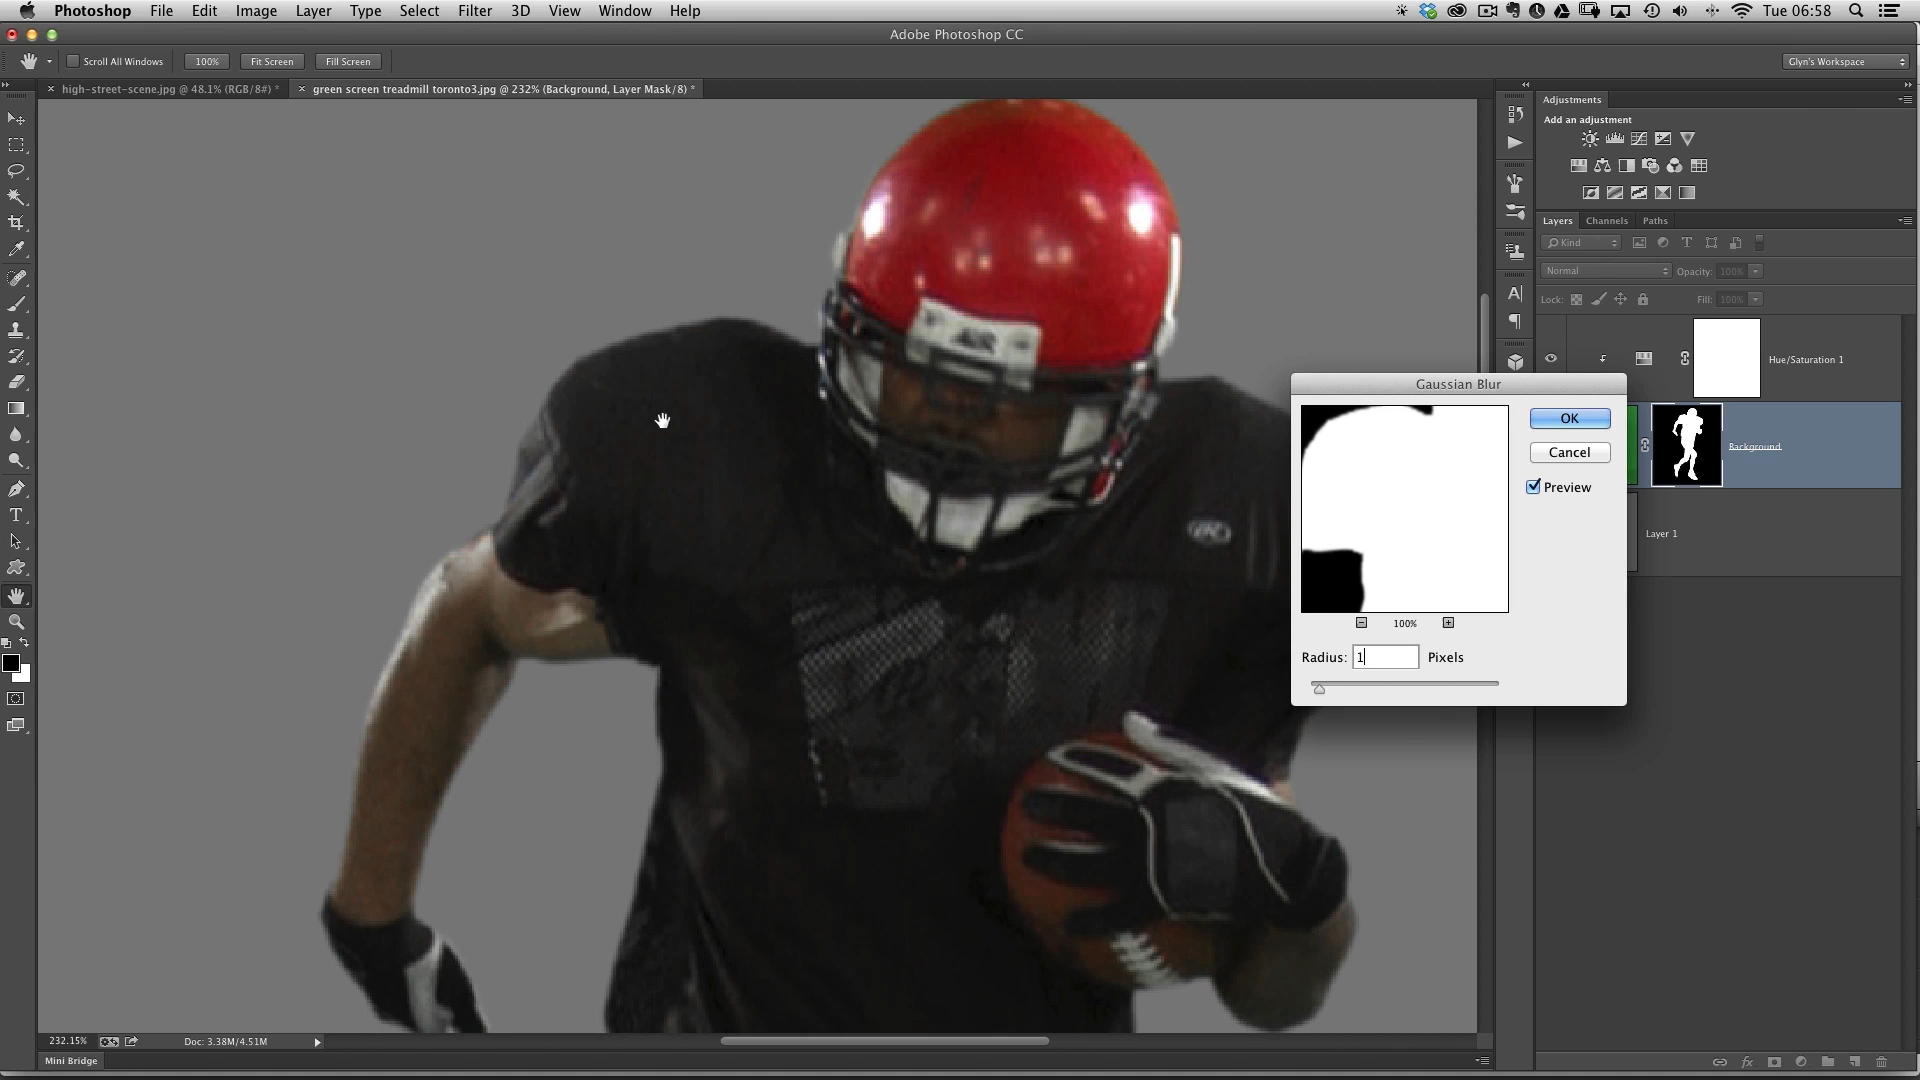 Photoshop File Edit Image Layer Type Select Filter 3D View Window Help Tue 06:58
Adobe Photoshop CC
Scroll All Windows 100% Fit Screen Fill Screen Glyn's Workspace
high-street-scene.jpg @ 48.1% (RGB/8#) * green screen treadmill toronto3.jpg @ 232% (Background, Layer Mask/8) *
Adjustments
Add an adjustment
Layers Channels Paths
Kind
Normal Opacity: 100%
Lock: Fill: 100%
Hue/Saturation 1
Background
Layer 1
Gaussian Blur
OK
Cancel
Preview
100%
Radius: 1 Pixels
AiR
232.15% Doc: 3.38M/4.51M
Mini Bridge